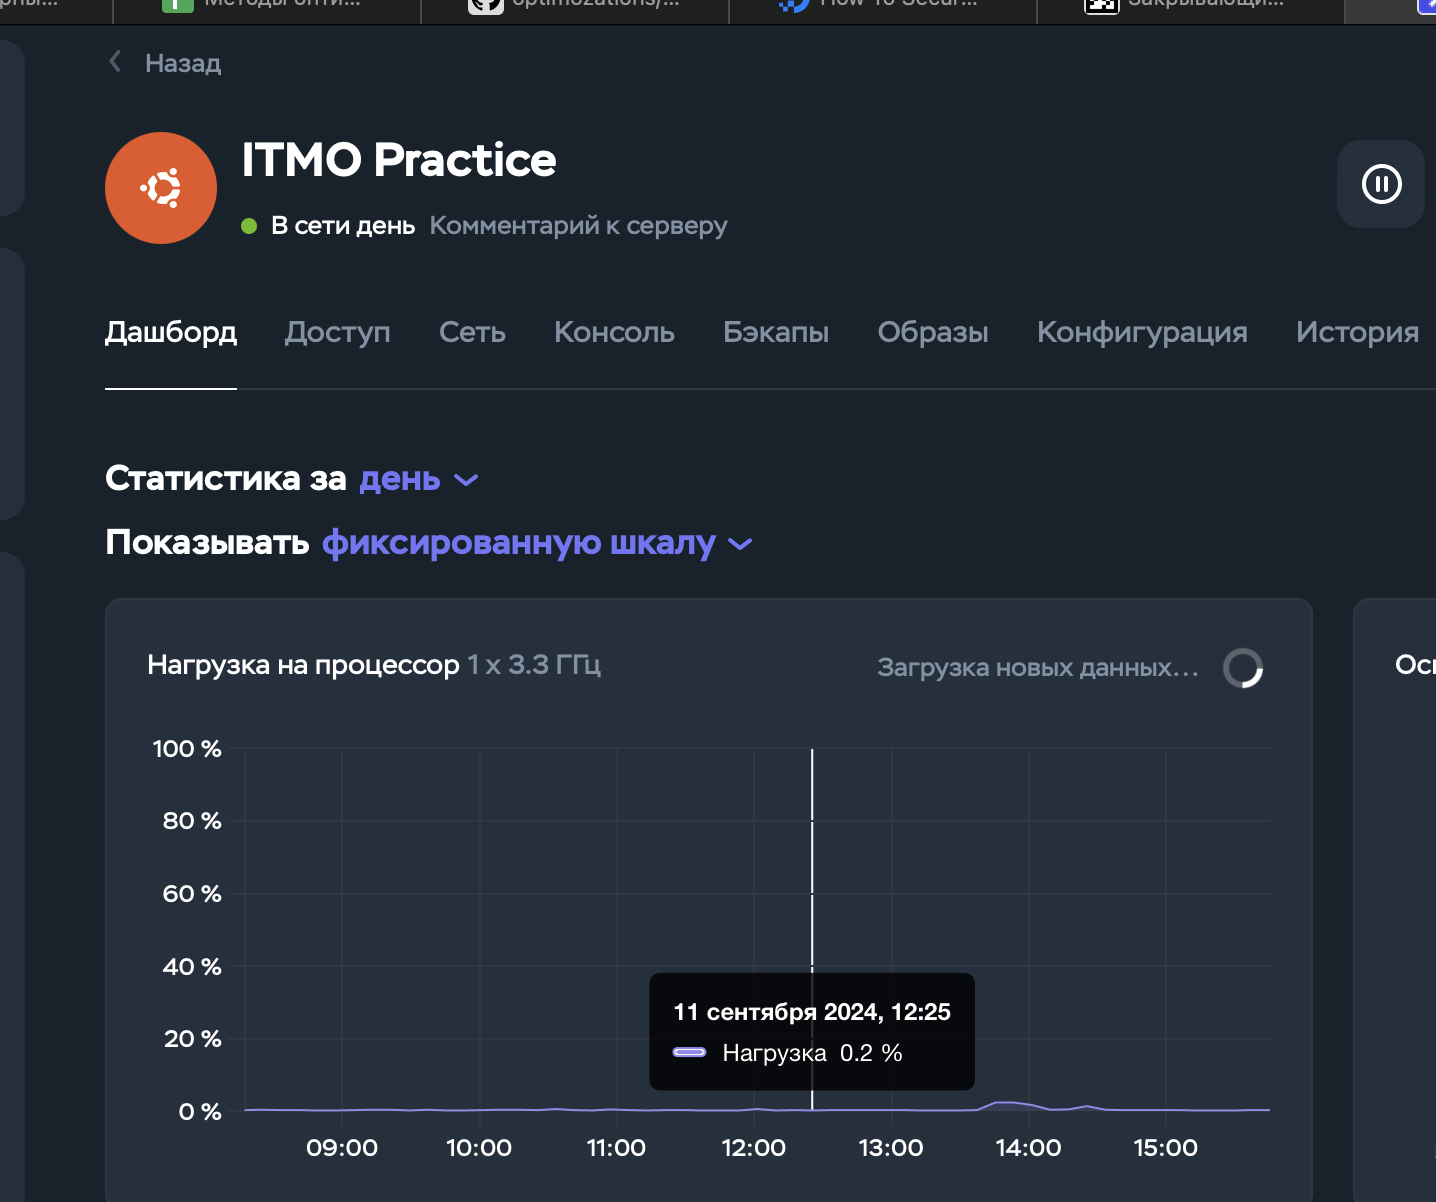 Методы опти...
optimozations/...
How To Secur...
Закрывающи...
Назад
ITMO Practice
В сети день Комментарий к серверу
Дашборд Доступ Сеть Консоль Бэкапы Образы Конфигурация История
Статистика за день
Показывать фиксированную шкалу
Нагрузка на процессор 1 x 3.3 ГГц
Загрузка новых данных...
100 %
80 %
60 %
40 %
20 %
0 %
11 сентября 2024, 12:25
Нагрузка 0.2 %
09:00 10:00 11:00 12:00 13:00 14:00 15:00